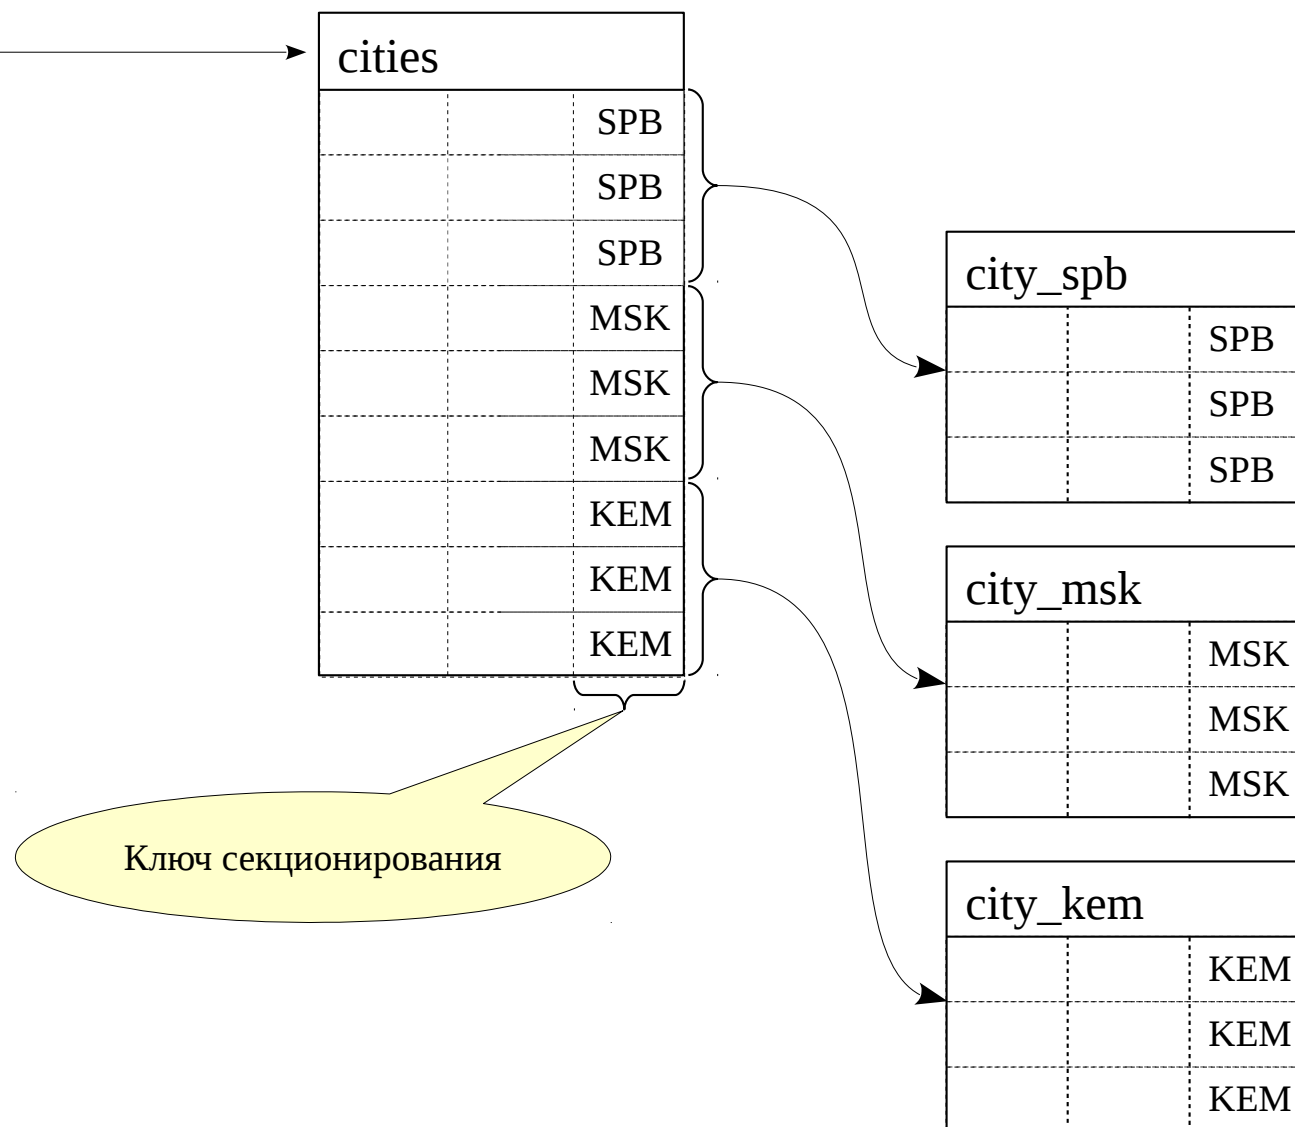 cities
SPB
SPB
SPB
MSK
MSK
MSK
KEM
KEM
KEM
Ключ секционирования
city_spb
SPB
SPB
SPB
city_msk
MSK
MSK
MSK
city_kem
KEM
KEM
KEM